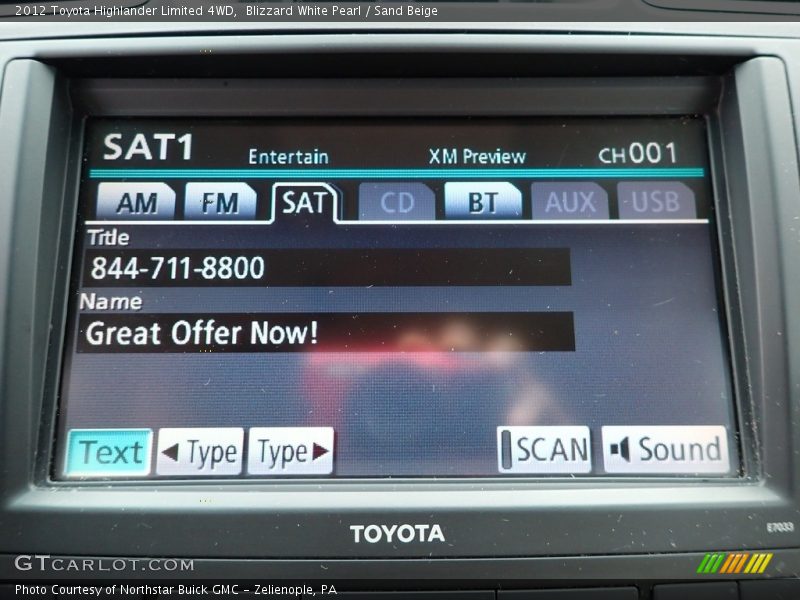 2012 Toyota Highlander Limited 4WD,  Blizzard White Pearl / Sand Beige
SAT1 Entertain XM Preview CH001
AM FM SAT CD BT AUX USB
Title
844-711-8800
Name
Great Offer Now!
Text ◀Type Type▶ SCAN Sound
TOYOTA
E7033
GTCARLOT.COM
Photo Courtesy of Northstar Buick GMC - Zelienople, PA